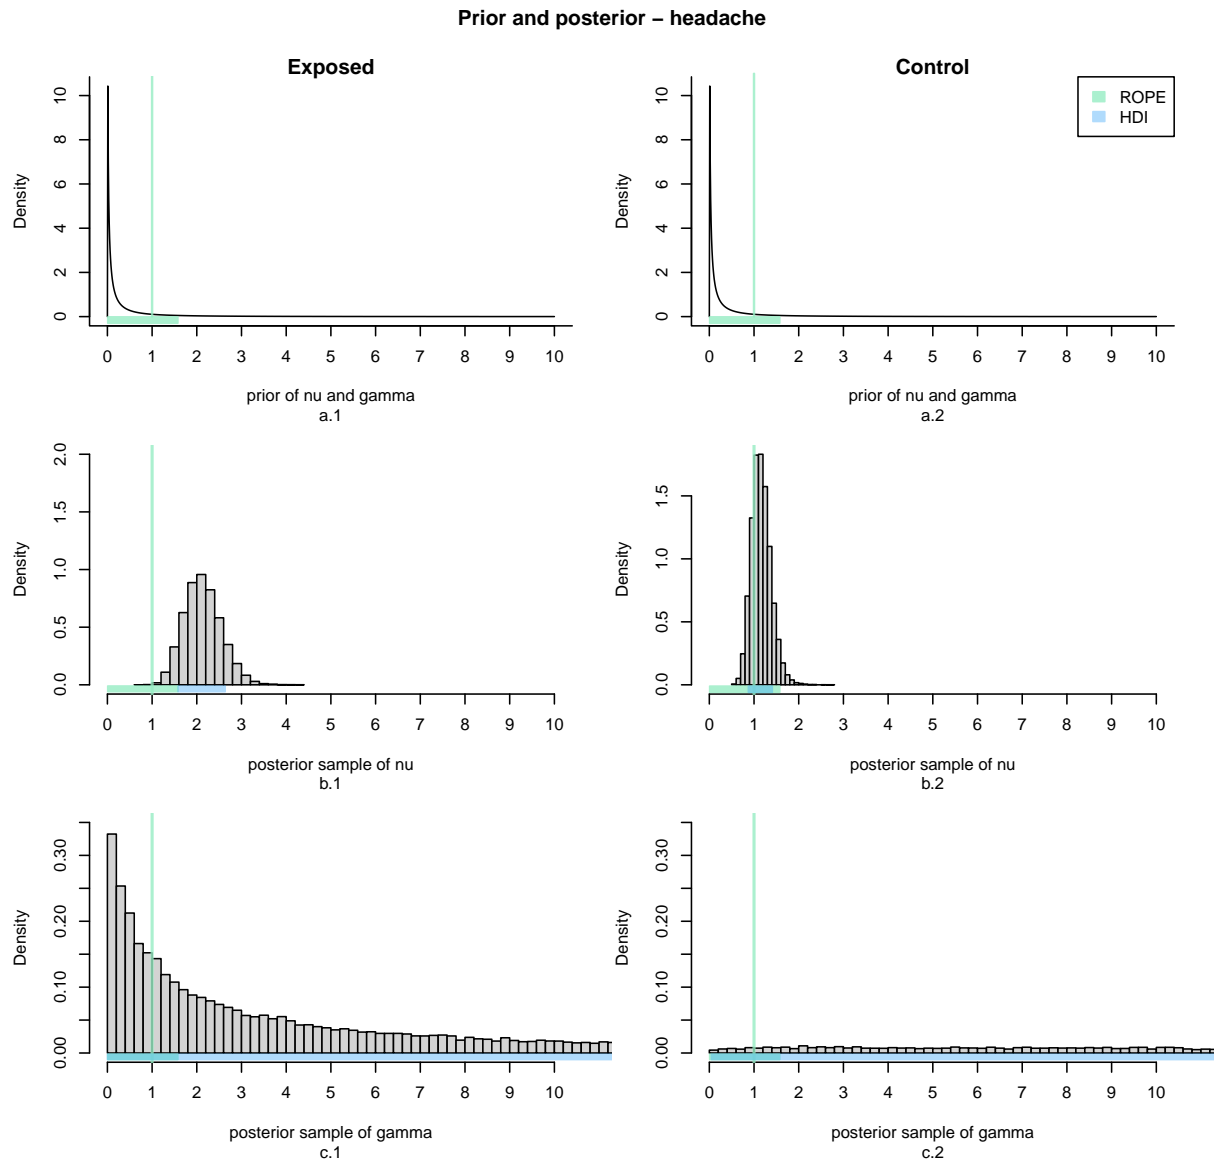 Prior and posterior – headache
Exposed
Control
Density
0 2 4 6 8 10
0 1 2 3 4 5 6 7 8 9 10
prior of nu and gamma
a.1
Density
0 2 4 6 8 10
0 1 2 3 4 5 6 7 8 9 10
prior of nu and gamma
a.2
ROPE
HDI
Density
0.0 0.5 1.0 1.5 2.0
0 1 2 3 4 5 6 7 8 9 10
posterior sample of nu
b.1
Density
0.0 0.5 1.0 1.5
0 1 2 3 4 5 6 7 8 9 10
posterior sample of nu
b.2
Density
0.00 0.10 0.20 0.30
0 1 2 3 4 5 6 7 8 9 10
posterior sample of gamma
c.1
Density
0.00 0.10 0.20 0.30
0 1 2 3 4 5 6 7 8 9 10
posterior sample of gamma
c.2